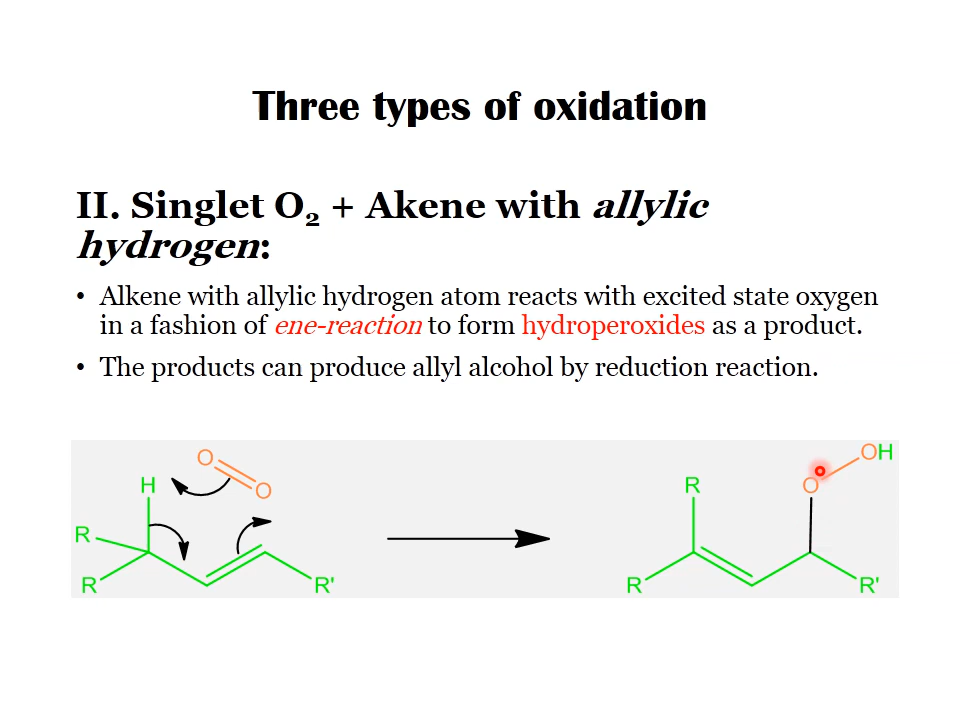 Three types of oxidation
II. Singlet O₂ + Akene with allylic
hydrogen:
• Alkene with allylic hydrogen atom reacts with excited state oxygen
in a fashion of ene-reaction to form hydroperoxides as a product.
• The products can produce allyl alcohol by reduction reaction.
O
O
H
R
R
R'
OH
O
R
R
R'